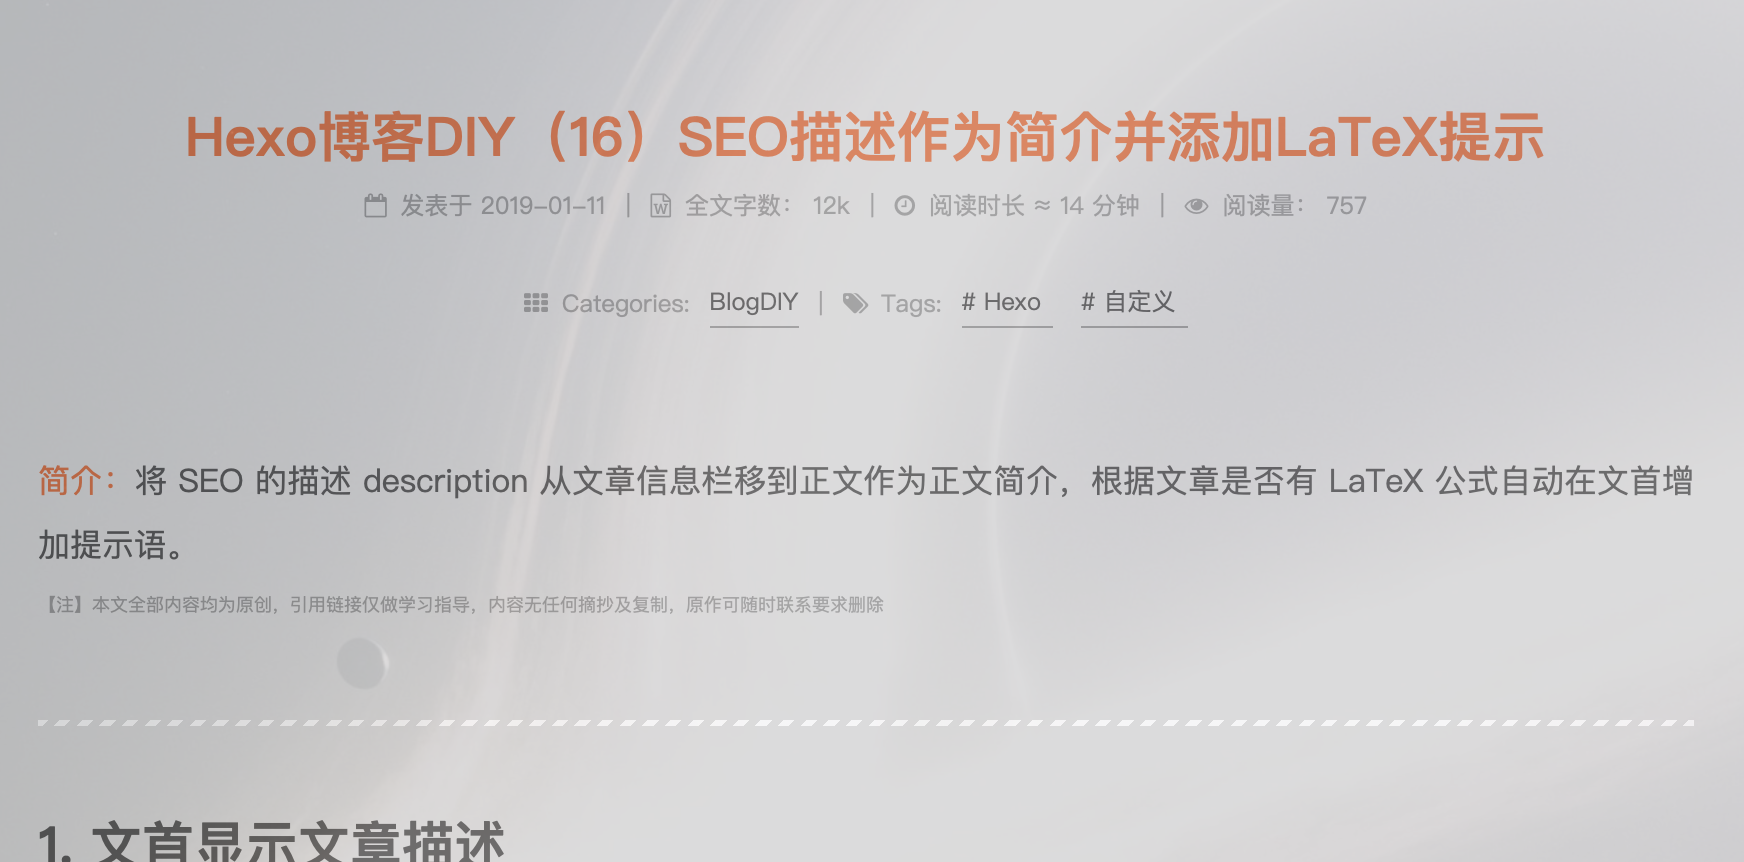 Hexo博客DIY（16）SEO描述作为简介并添加LaTeX提示
发表于 2019-01-11 | 全文字数： 12k | 阅读时长 ≈ 14 分钟 | 阅读量： 757
Categories: BlogDIY | Tags: # Hexo # 自定义
简介：将 SEO 的描述 description 从文章信息栏移到正文作为正文简介，根据文章是否有 LaTeX 公式自动在文首增
加提示语。
【注】本文全部内容均为原创，引用链接仅做学习指导，内容无任何摘抄及复制，原作可随时联系要求删除
1. 文首显示文章描述